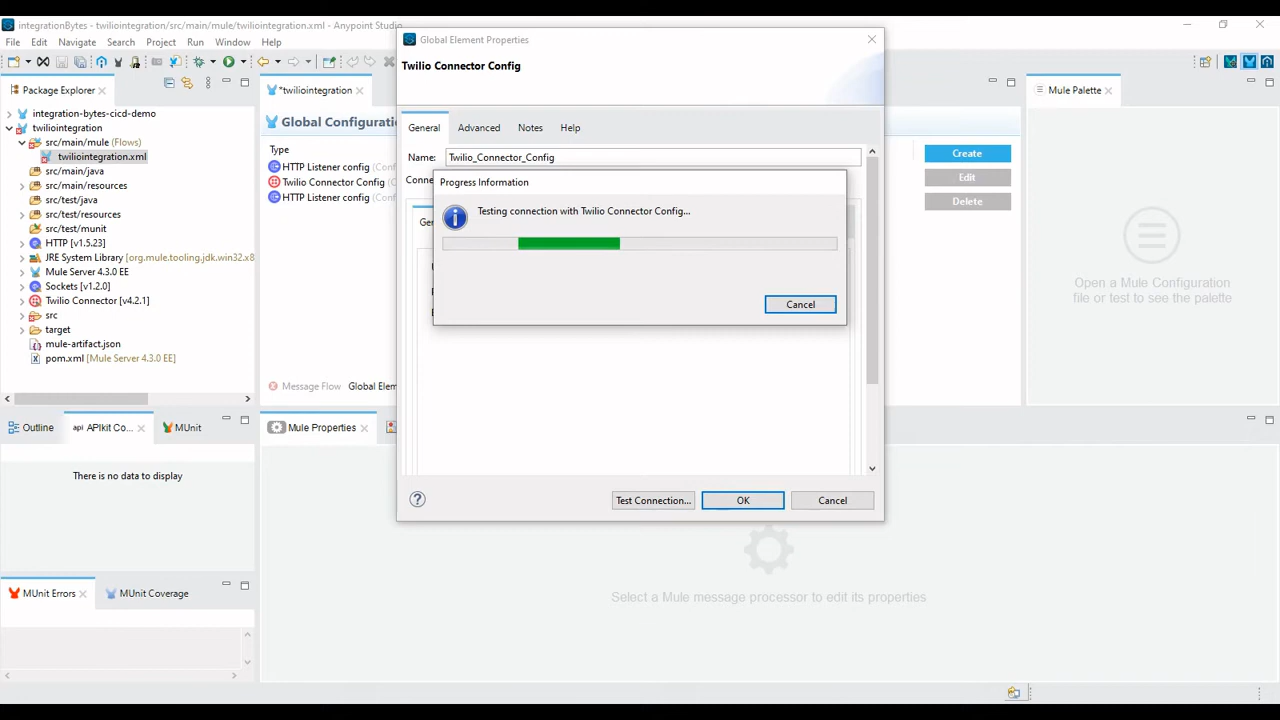 integrationBytes - twiliointegration/src/main/mule/twiliointegration.xml - Anypoint Studio
File Edit Navigate Search Project Run Window Help
Package Explorer
integration-bytes-cicd-demo
twiliointegration
src/main/mule (Flows)
twiliointegration.xml
src/main/java
src/main/resources
src/test/java
src/test/resources
src/test/munit
HTTP [v1.5.23]
JRE System Library [org.mule.tooling.jdk.win32.x8
Mule Server 4.3.0 EE
Sockets [v1.2.0]
Twilio Connector [v4.2.1]
src
target
mule-artifact.json
pom.xml [Mule Server 4.3.0 EE]
*twiliointegration
Global Configurati
Type
HTTP Listener config (Con
Twilio Connector Config (C
HTTP Listener config (Con
Message Flow Global Elem
Create
Edit
Delete
Global Element Properties
Twilio Connector Config
General Advanced Notes Help
Name: Twilio_Connector_Config
Conne
Ge
Progress Information
Testing connection with Twilio Connector Config...
Cancel
Test Connection... OK Cancel
Mule Palette
Open a Mule Configuration
file or test to see the palette
Outline api APIkit Co... MUnit
There is no data to display
MUnit Errors MUnit Coverage
Mule Properties
Select a Mule message processor to edit its properties